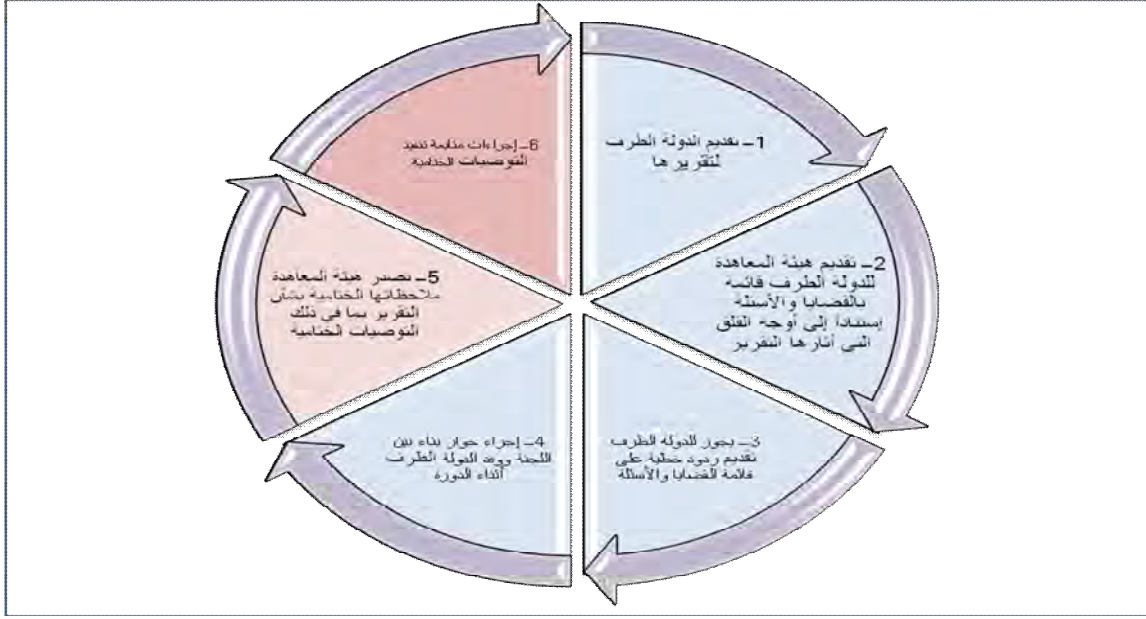 1– تقديم الدولة الطرف
لتقريرها
2– تقديم هيئة المعاهدة
للدولة الطرف قائمة
بالقضايا والأسئلة
إستناداً إلى أوجه القلق
التي أثارها التقرير
3– يجوز للدولة الطرف
تقديم ردود خطية على
قائمة القضايا والأسئلة
4– إجراء حوار بناء بين
اللجنة ووفد الدولة الطرف
أثناء الدورة
5– تصدر هيئة المعاهدة
ملاحظاتها الختامية بشأن
التقرير بما في ذلك
التوصيات الختامية
6– إجراءات متابعة تنفيذ
التوصيات الختامية